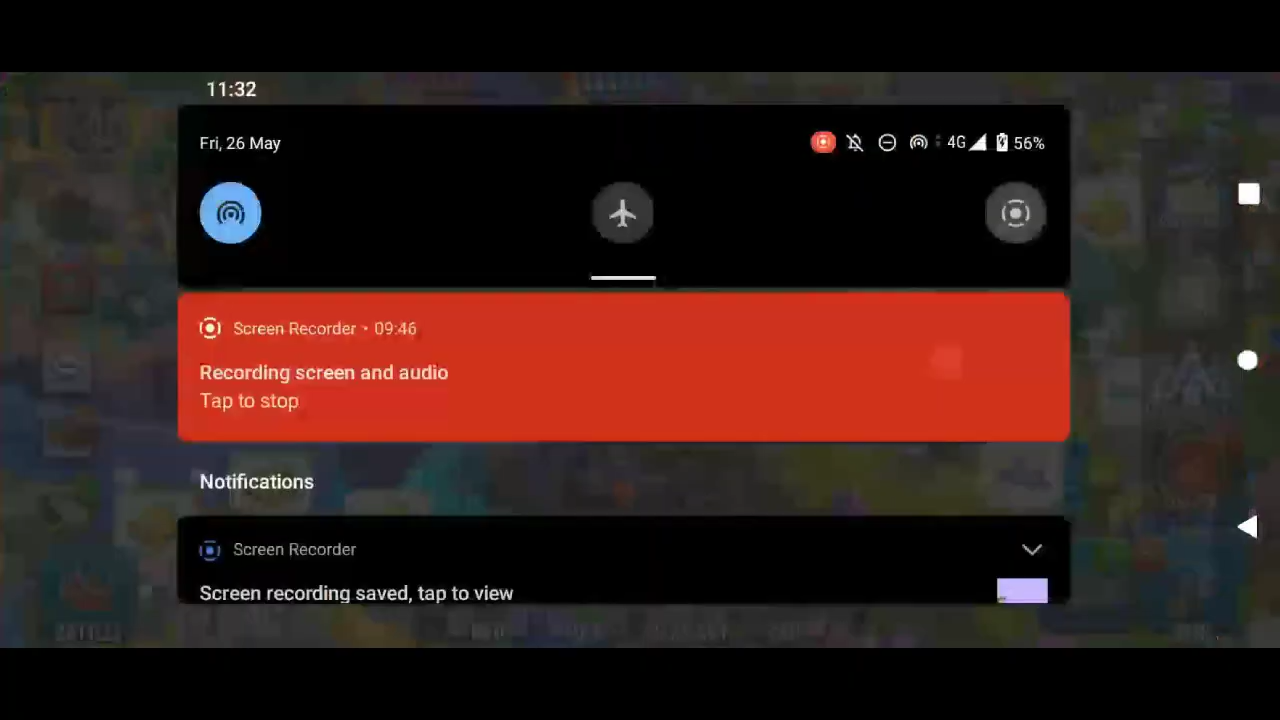 11:32
Fri, 26 May
4G 56%
Screen Recorder • 09:46
Recording screen and audio
Tap to stop
Notifications
Screen Recorder
Screen recording saved, tap to view